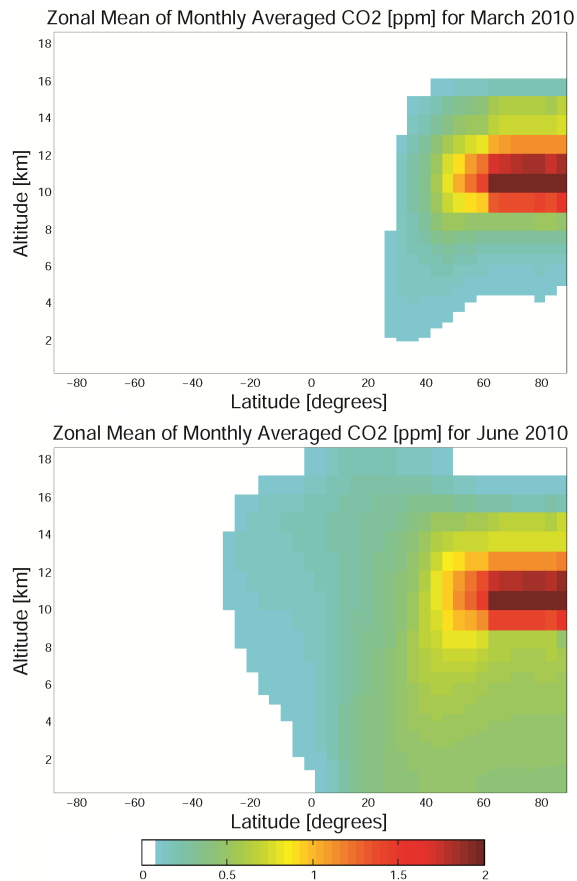 Zonal Mean of Monthly Averaged CO2 [ppm] for March 2010
18
16
14
12
10
8
6
4
2
Altitude [km]
-80 -60 -40 -20 0 20 40 60 80
Latitude [degrees]
Zonal Mean of Monthly Averaged CO2 [ppm] for June 2010
18
16
14
12
10
8
6
4
2
Altitude [km]
-80 -60 -40 -20 0 20 40 60 80
Latitude [degrees]
0 0.5 1 1.5 2